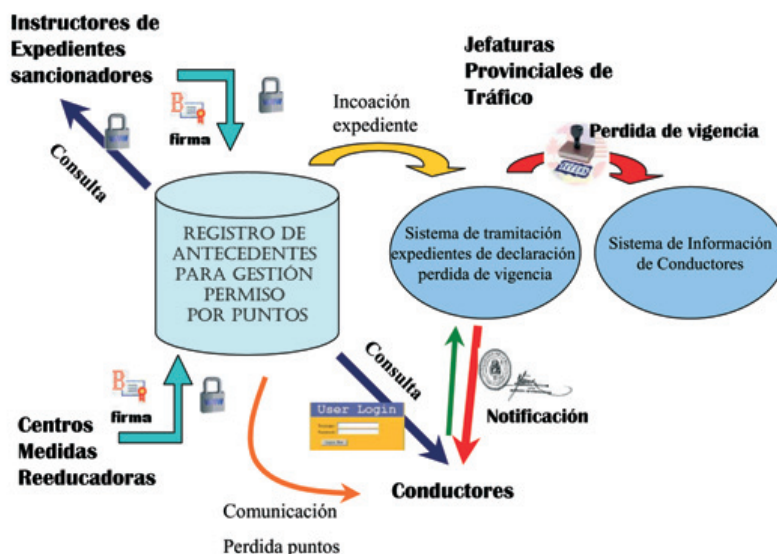 Instructores de
Expedientes
sancionadores
firma
Consulta
Incoación
expediente
Jefaturas
Provinciales de
Tráfico
Perdida de vigencia
REGISTRO DE
ANTECEDENTES
PARA GESTIÓN
PERMISO
POR PUNTOS
Sistema de tramitación
expedientes de declaración
perdida de vigencia
Sistema de Información
de Conductores
Consulta
User Login
Notificación
firma
Centros
Medidas
Reeducadoras
Conductores
Comunicación
Perdida puntos